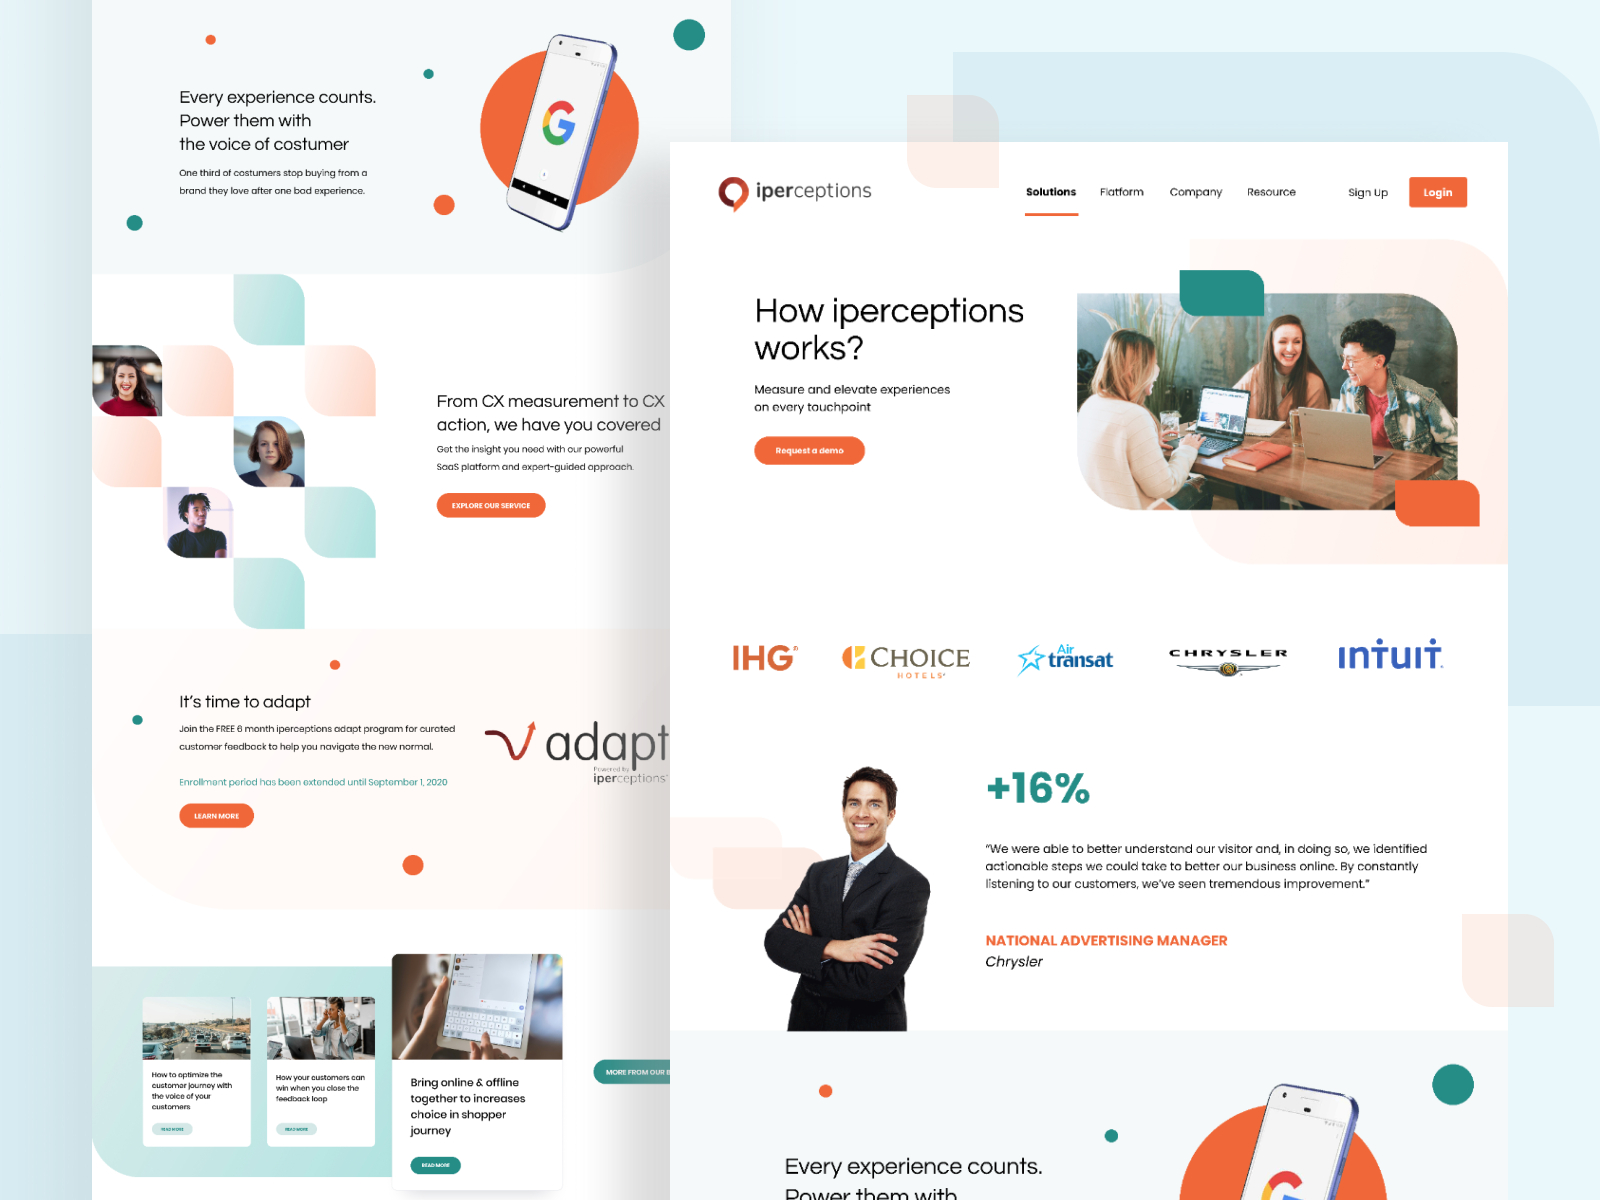 Every experience counts.
Power them with
the voice of costumer
One third of costumers stop buying from a
brand they love after one bad experience.
G
From CX measurement to CX
action, we have you covered
Get the insight you need with our powerful
SaaS platform and expert-guided approach.
EXPLORE OUR SERVICE
It's time to adapt
Join the FREE 6 month iperceptions adapt program for curated
customer feedback to help you navigate the new normal.
Enrollment period has been extended until September 1, 2020
LEARN MORE
adapt
Powered by
iperceptions
How to optimize the
customer journey with
the voice of your
customers
READ MORE
How your customers can
win when you close the
feedback loop
READ MORE
Bring online & offline
together to increases
choice in shopper
journey
READ MORE
MORE FROM OUR
iperceptions
Solutions
Flatform
Company
Resource
Sign Up
Login
How iperceptions
works?
Measure and elevate experiences
on every touchpoint
Request a demo
IHG®
CHOICE
HOTELS
Air
transat
CHRYSLER
intuit
+16%
“We were able to better understand our visitor and, in doing so, we identified
actionable steps we could take to better our business online. By constantly
listening to our customers, we've seen tremendous improvement.”
NATIONAL ADVERTISING MANAGER
Chrysler
Every experience counts.
Power them with
G